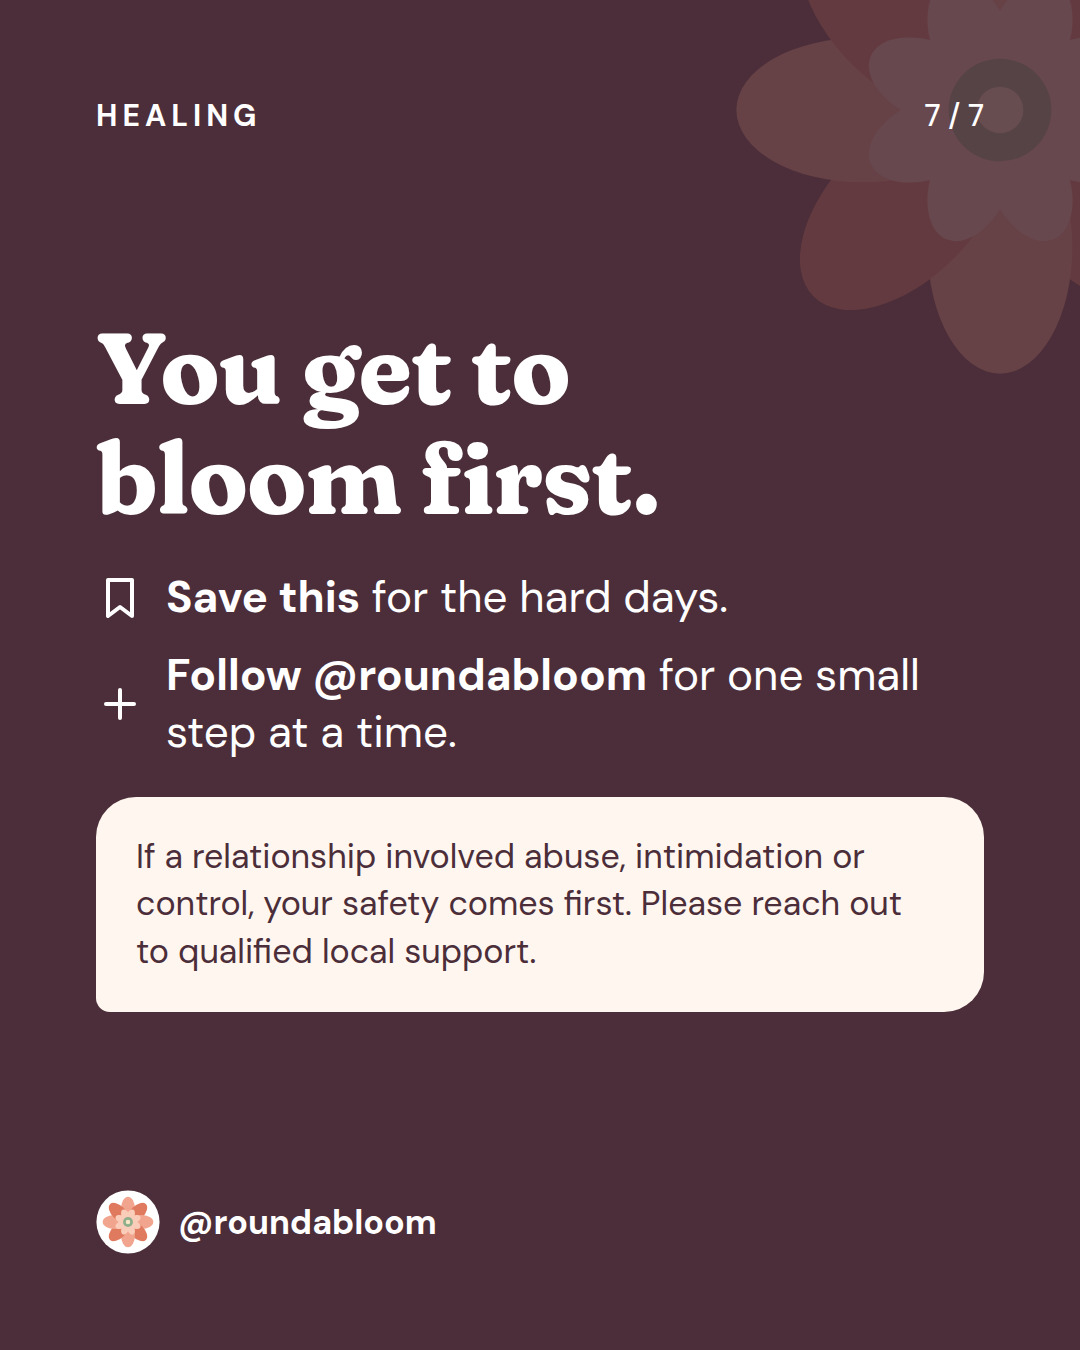 HEALING
7 / 7
You get to
bloom first.
Save this for the hard days.
Follow @roundabloom for one small
step at a time.
If a relationship involved abuse, intimidation or
control, your safety comes first. Please reach out
to qualified local support.
@roundabloom